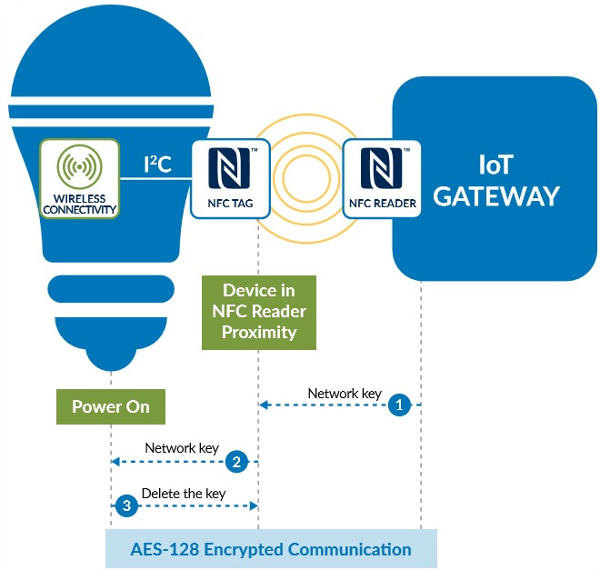 I²C
WIRELESS
CONNECTIVITY
NFC TAG
NFC READER
IoT
GATEWAY
Device in
NFC Reader
Proximity
Network key
1
Power On
Network key
2
Delete the key
3
AES-128 Encrypted Communication